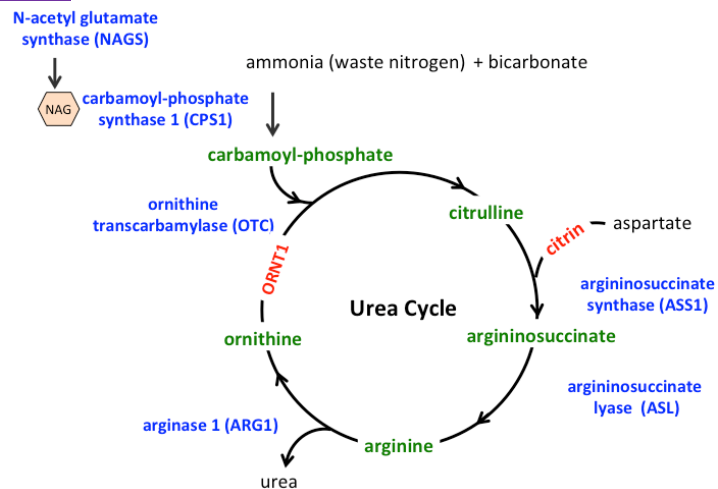 N-acetyl glutamate
synthase (NAGS)
ammonia (waste nitrogen) + bicarbonate
NAG
carbamoyl-phosphate
synthase 1 (CPS1)
carbamoyl-phosphate
ornithine
transcarbamylase (OTC)
citrulline
citrin
aspartate
ORNT1
argininosuccinate
synthase (ASS1)
Urea Cycle
ornithine
argininosuccinate
argininosuccinate
lyase (ASL)
arginase 1 (ARG1)
arginine
urea